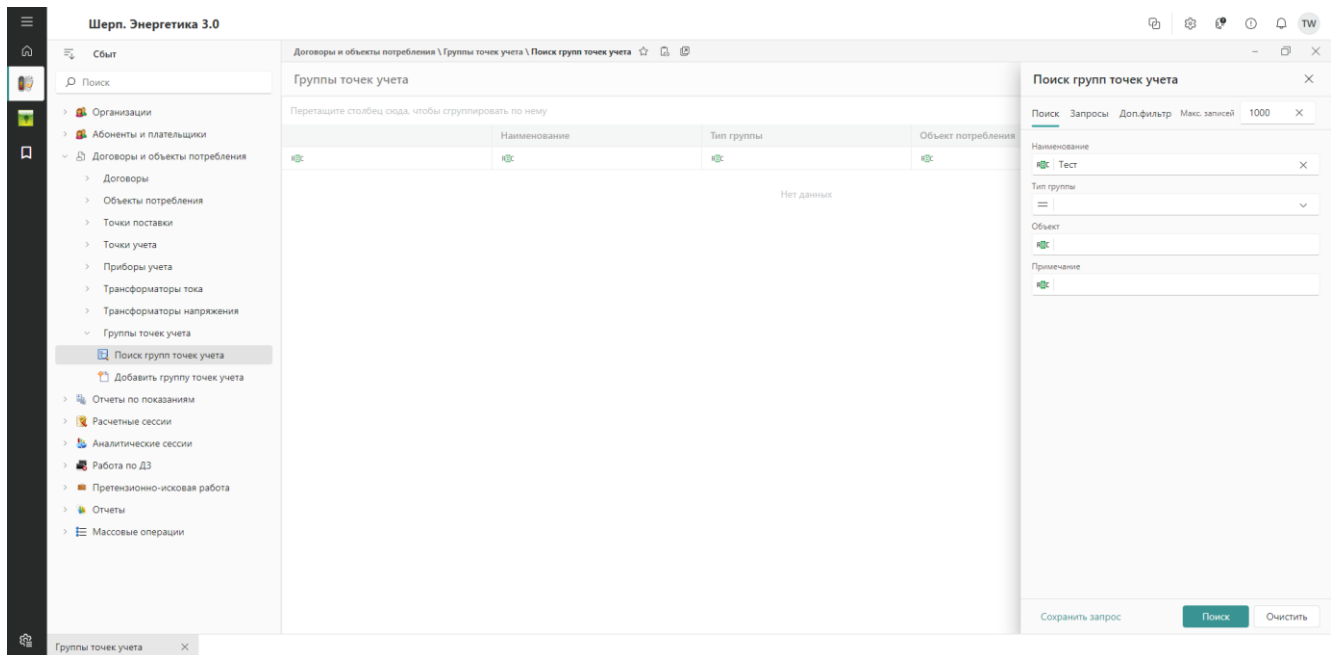 Шерп. Энергетика 3.0
TW
Сбыт
Поиск
Организации
Абоненты и плательщики
Договоры и объекты потребления
Договоры
Объекты потребления
Точки поставки
Точки учета
Приборы учета
Трансформаторы тока
Трансформаторы напряжения
Группы точек учета
Поиск групп точек учета
Добавить группу точек учета
Отчеты по показаниям
Расчетные сессии
Аналитические сессии
Работа по ДЗ
Претензионно-исковая работа
Отчеты
Массовые операции
Договоры и объекты потребления \ Группы точек учета \ Поиск групп точек учета
Группы точек учета
Перетащите столбец сюда, чтобы сгруппировать по нему
Наименование Тип группы Объект потребления
Нет данных
Поиск групп точек учета
Поиск Запросы Доп.фильтр Макс. записей 1000
Наименование
Тест
Тип группы
Объект
Примечание
Сохранить запрос Поиск Очистить
Группы точек учета